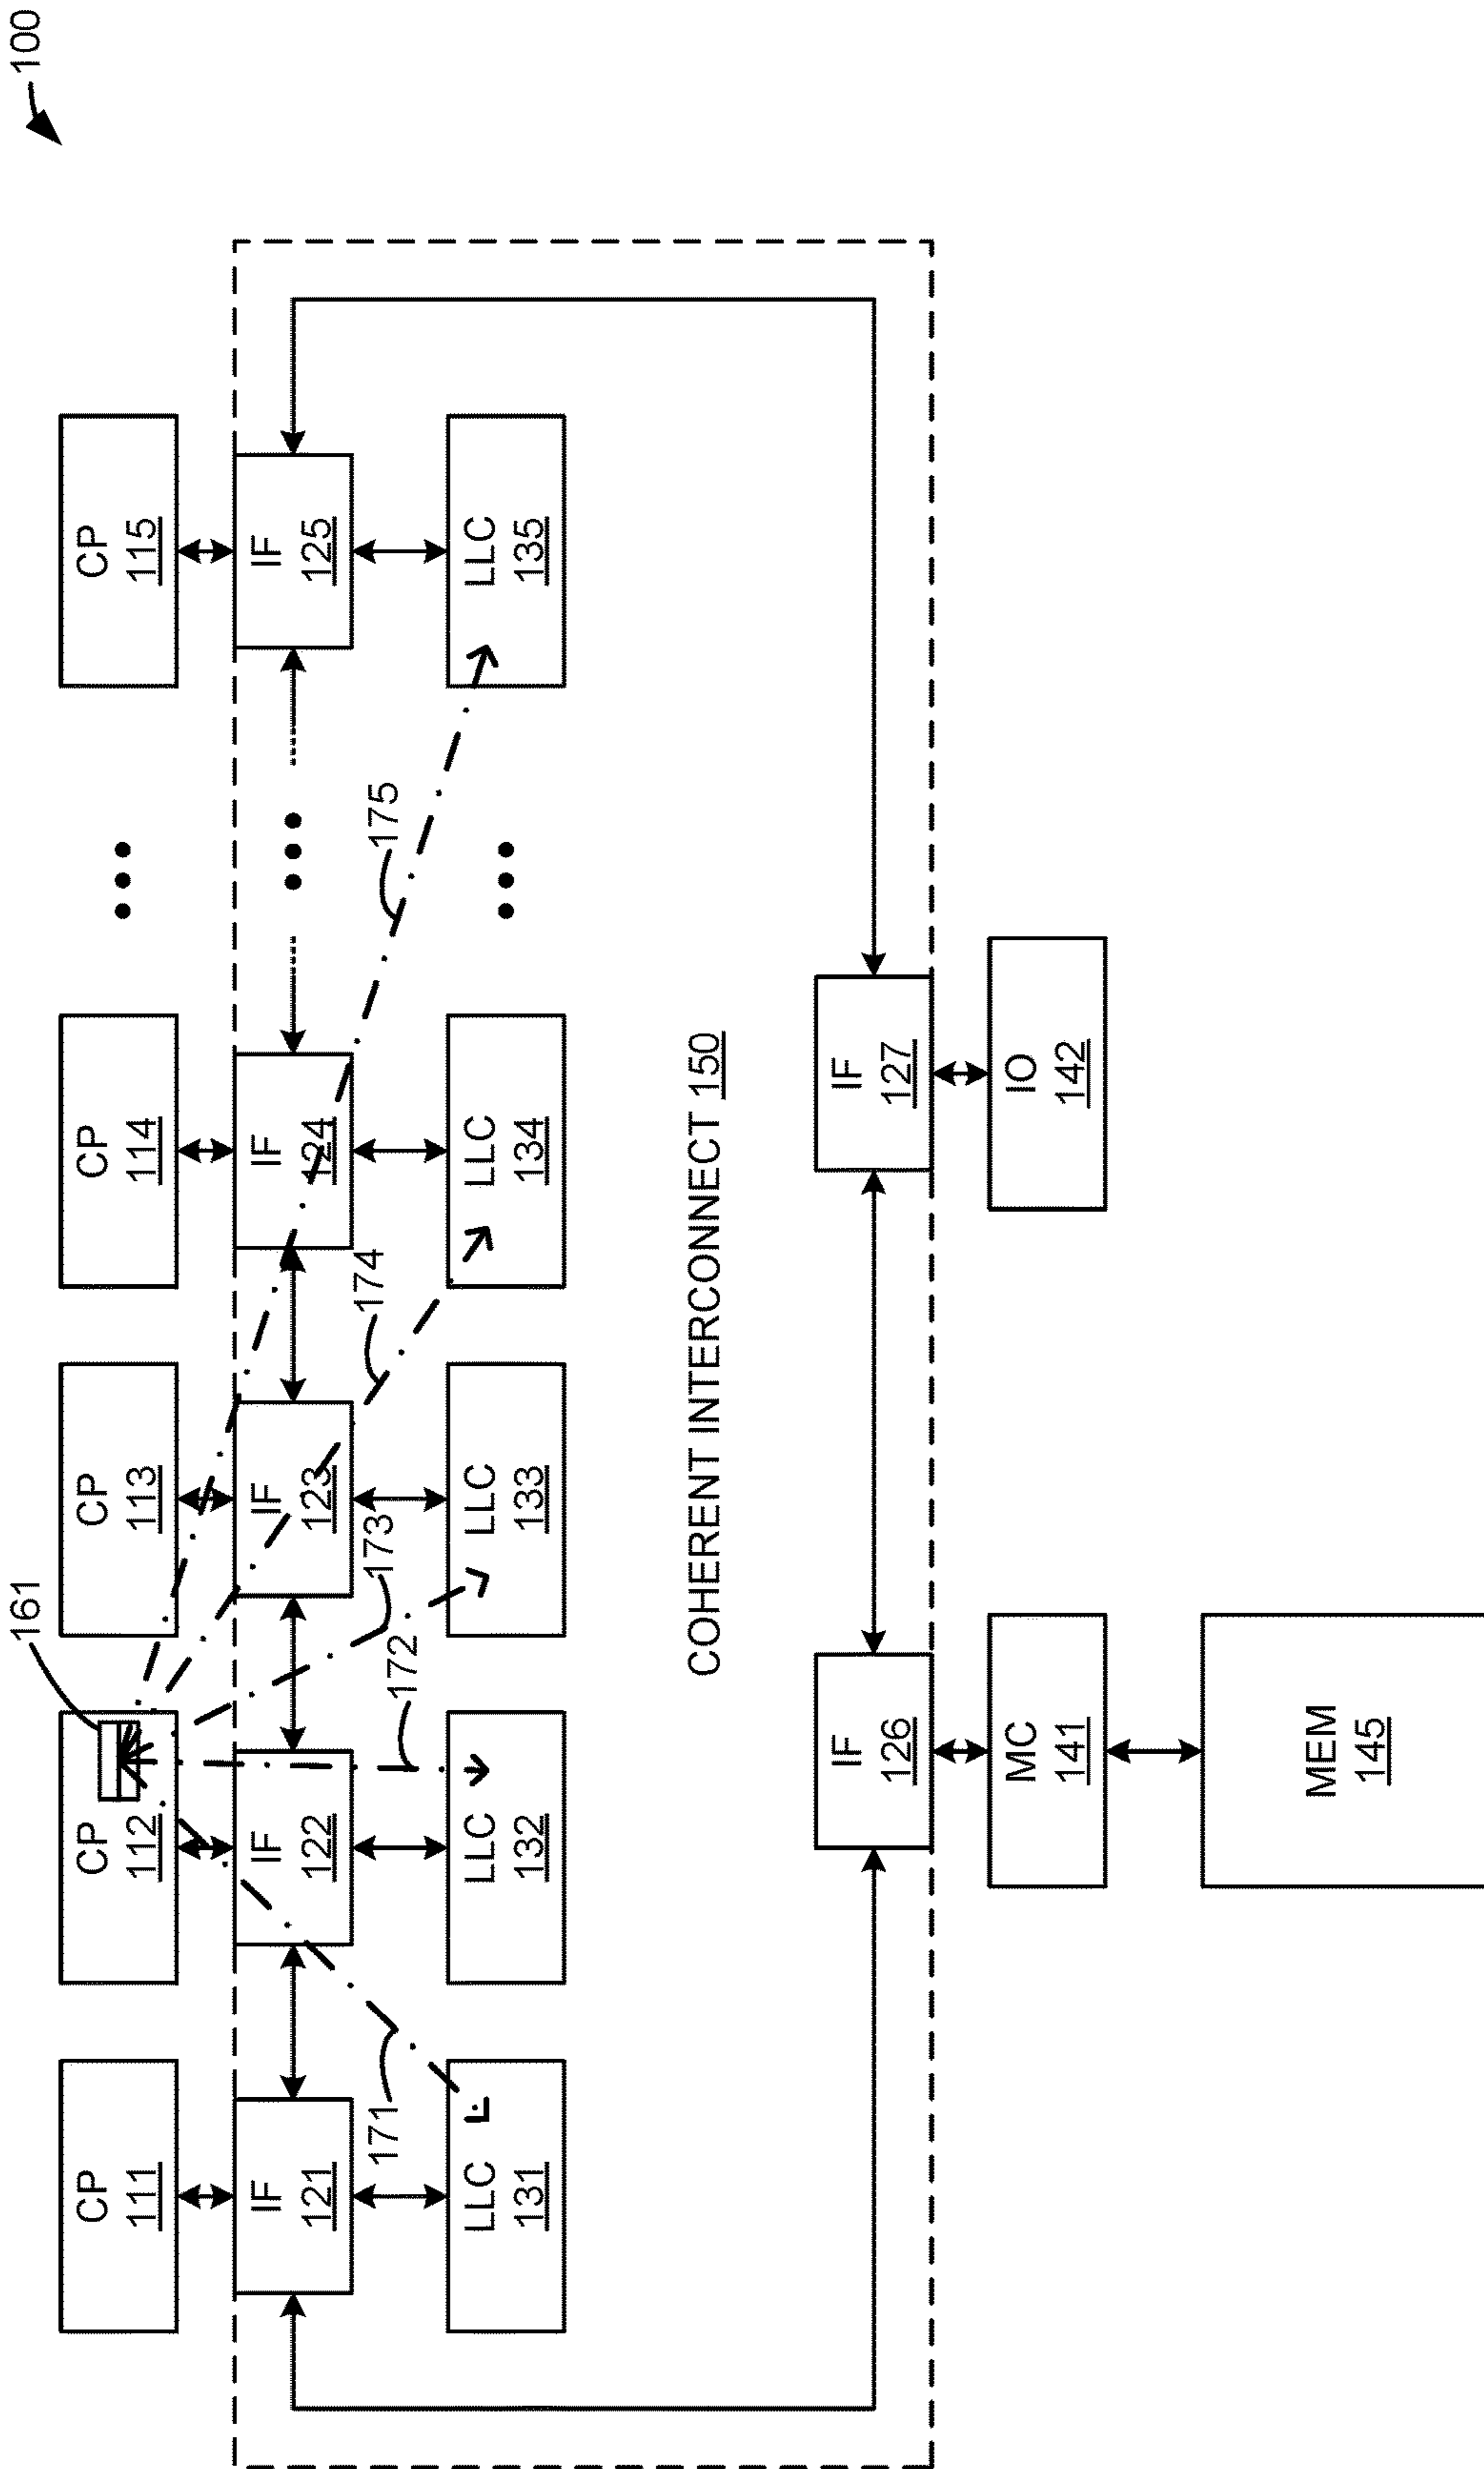 100
161
CP
111
CP
112
CP
113
CP
114
CP
115
IF
121
IF
122
IF
123
IF
124
IF
125
171
172
173
174
175
LLC
131
LLC
132
LLC
133
LLC
134
LLC
135
COHERENT INTERCONNECT 150
IF
126
IF
127
MC
141
IO
142
MEM
145